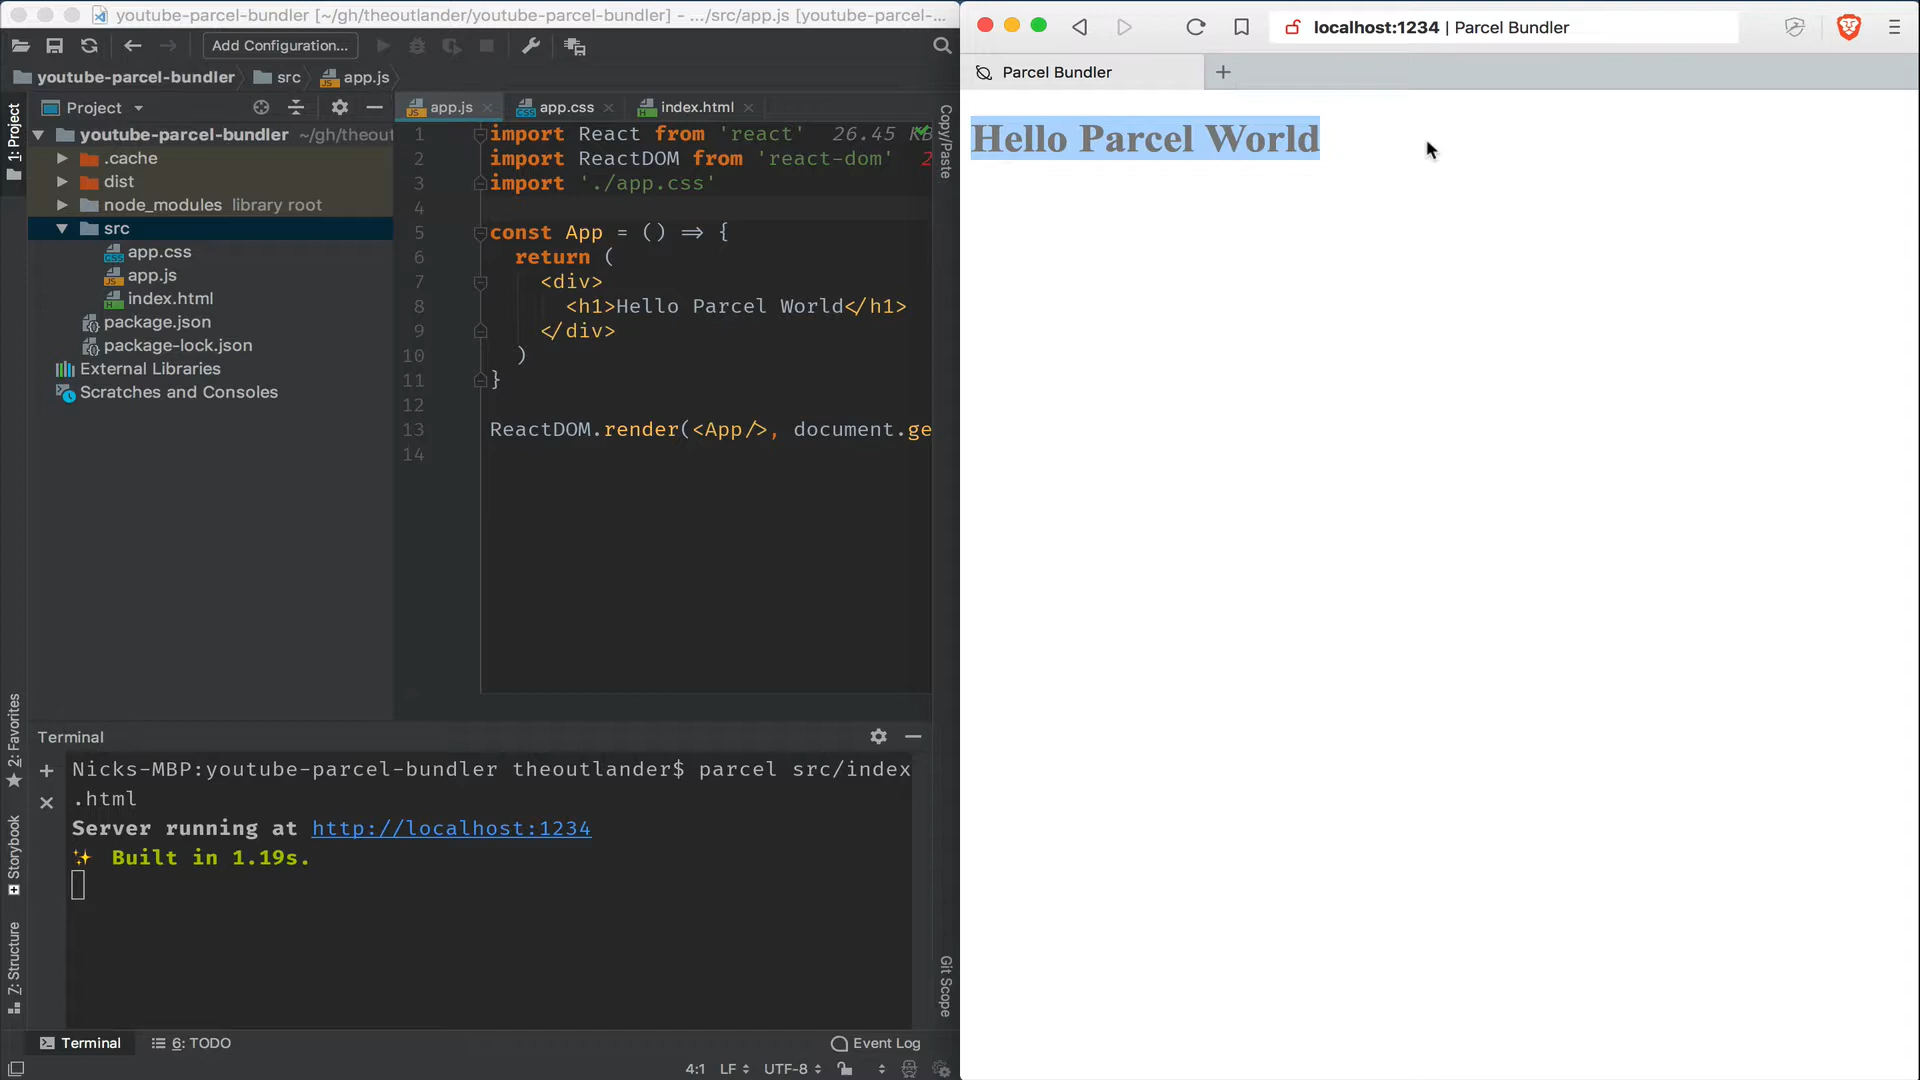 youtube-parcel-bundler [~/gh/theoutlander/youtube-parcel-bundler] – .../src/app.js [youtube-parcel-...
Add Configuration...
youtube-parcel-bundler
src
app.js
1: Project
Project
youtube-parcel-bundler ~/gh/theout
.cache
dist
node_modules library root
src
app.css
app.js
index.html
package.json
package-lock.json
External Libraries
Scratches and Consoles
app.js
app.css
index.html
1 import React from 'react' 26.45 KB
2 import ReactDOM from 'react-dom' 2
3 import './app.css'
4
5 const App = () => {
6 return (
7 <div>
8 <h1>Hello Parcel World</h1>
9 </div>
10 )
11 }
12
13 ReactDOM.render(<App/>, document.ge
14
Copy/Paste
2: Favorites
Storybook
Z: Structure
Git Scope
Terminal
Nicks-MBP:youtube-parcel-bundler theoutlander$ parcel src/index
.html
Server running at http://localhost:1234
✨ Built in 1.19s.
Terminal
6: TODO
Event Log
4:1 LF UTF-8
localhost:1234 | Parcel Bundler
Parcel Bundler
Hello Parcel World